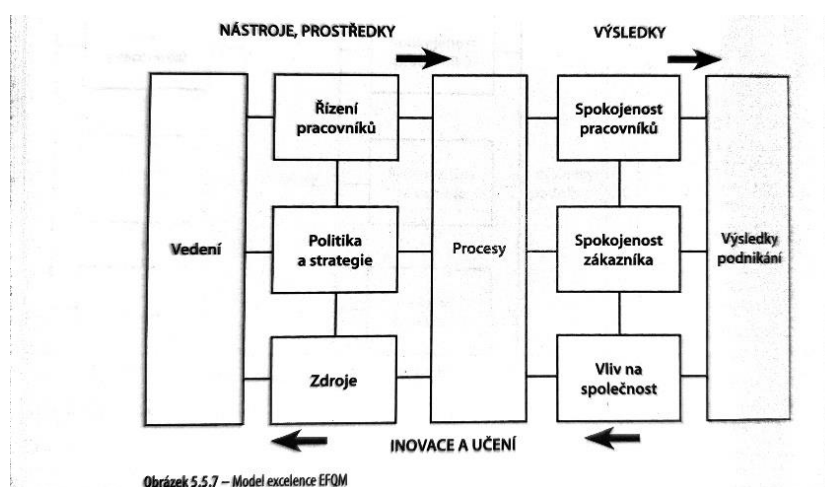 NÁSTROJE, PROSTŘEDKY
VÝSLEDKY
Vedení
Řízení
pracovníků
Politika
a strategie
Zdroje
Procesy
Spokojenost
pracovníků
Spokojenost
zákazníka
Vliv na
společnost
Výsledky
podnikání
INOVACE A UČENÍ
Obrázek 5.5.7 – Model excelence EFQM